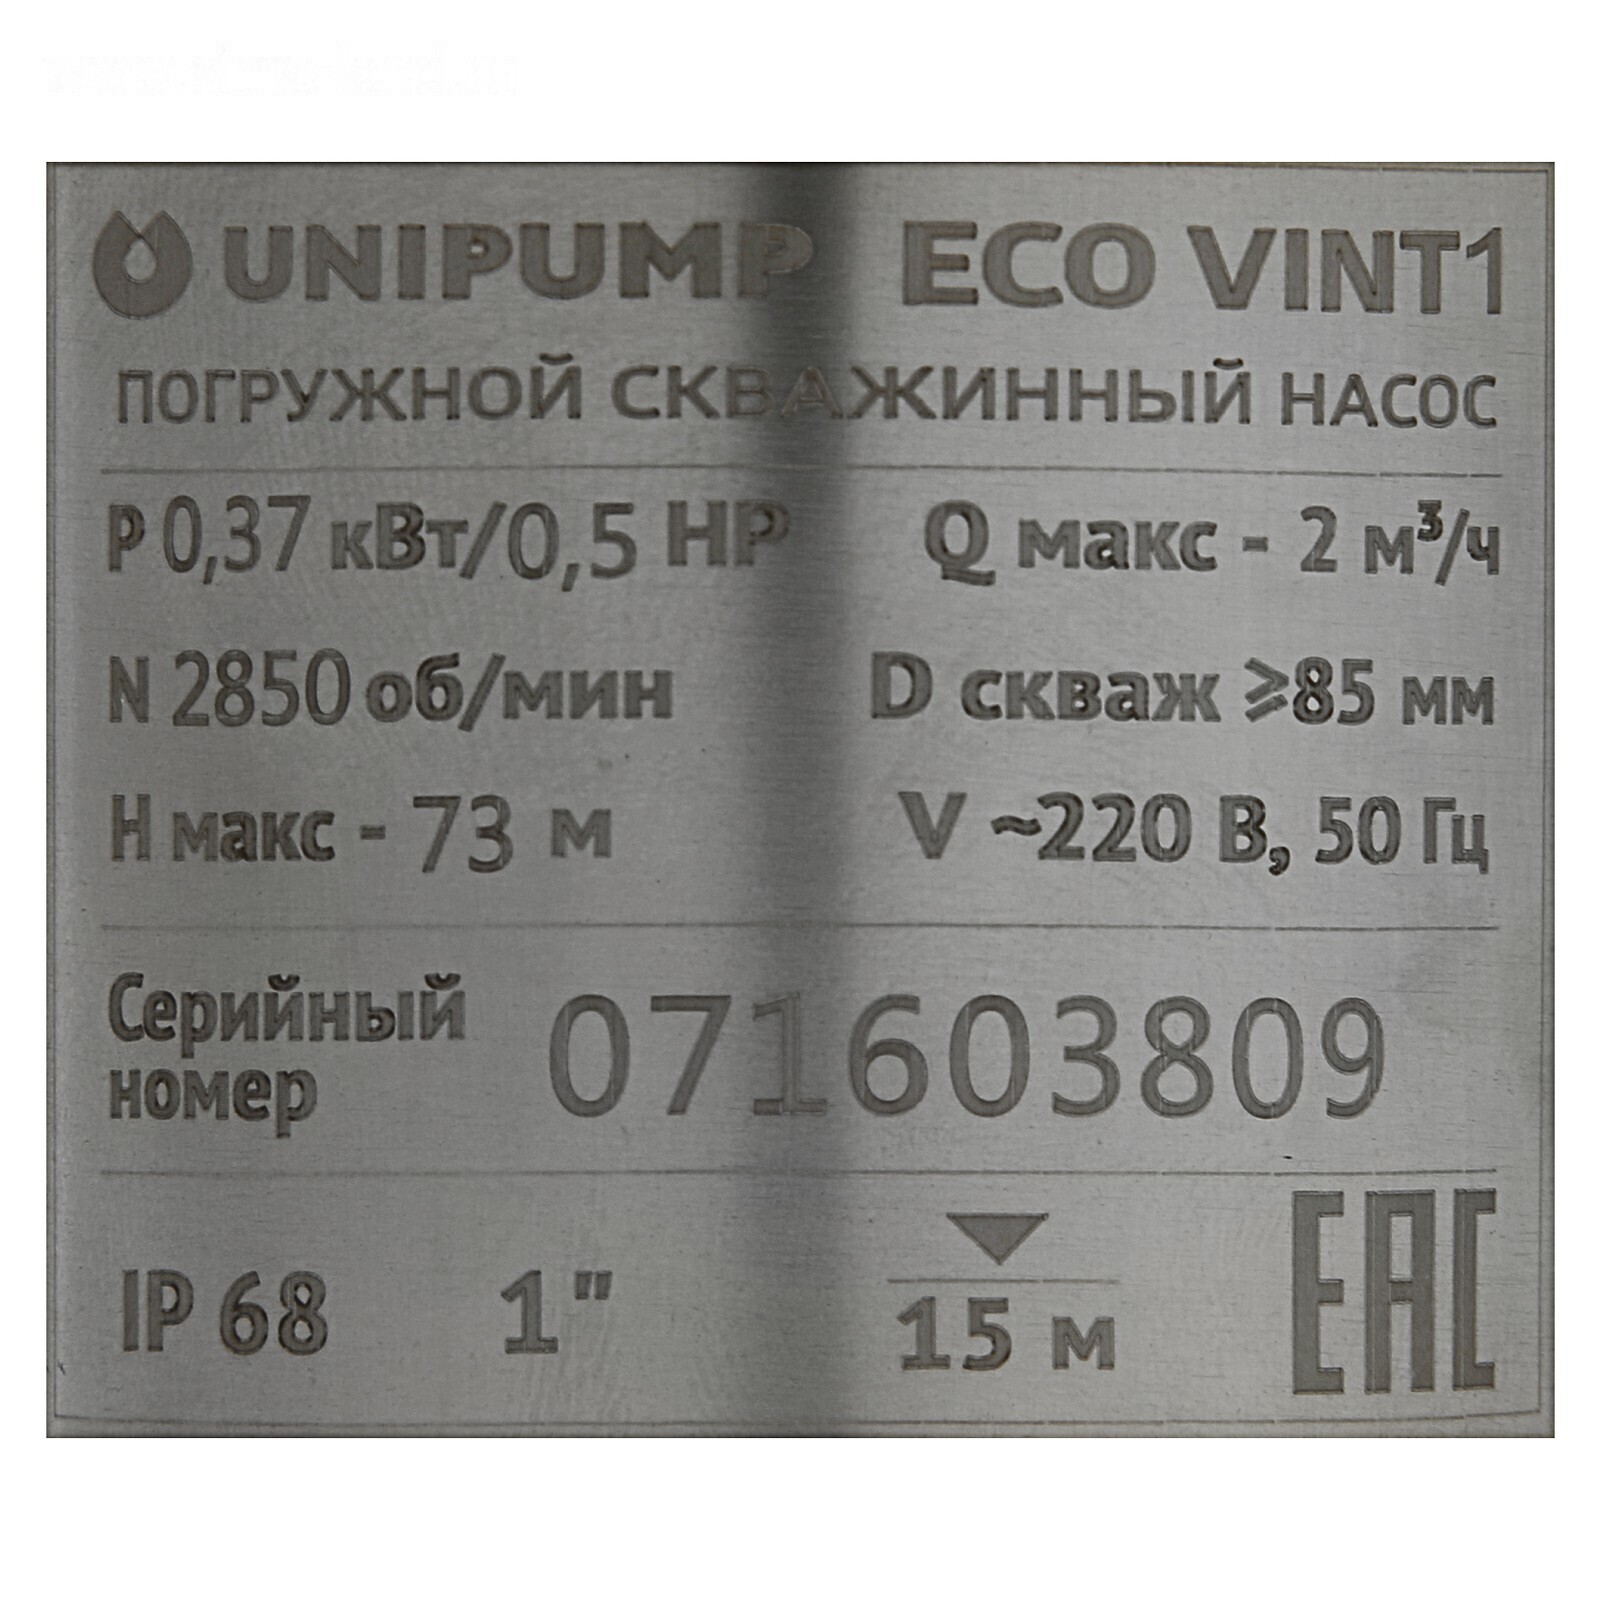 UNIPUMP ECO VINT1
ПОГРУЖНОЙ СКВАЖИННЫЙ НАСОС
P 0,37 кВт/0,5 HP Q макс - 2 м³/ч
N 2850 об/мин D скваж ⩾85 мм
H макс - 73 м V ~220 В, 50 Гц
Серийный
номер 071603809
IP 68 1" 15 м EAC